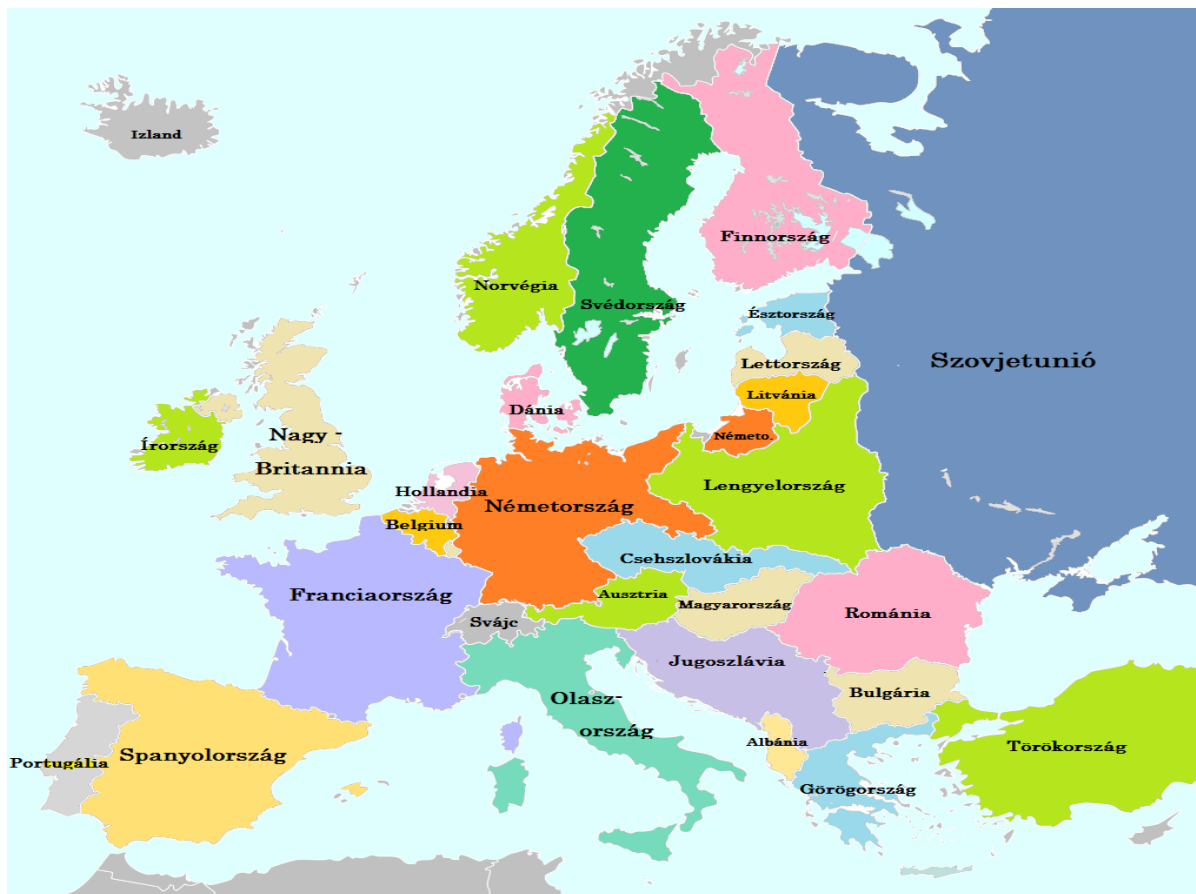 Izland
Finnország
Norvégia
Svédország
Észtország
Szovjetunió
Lettország
Litvánia
Dánia
Németo.
Írország
Nagy -
Britannia
Hollandia
Lengyelország
Németország
Belgium
Csehszlovákia
Franciaország
Ausztria
Magyarország
Románia
Svájc
Jugoszlávia
Bulgária
Olasz-
ország
Albánia
Törökország
Spanyolország
Portugália
Görögország